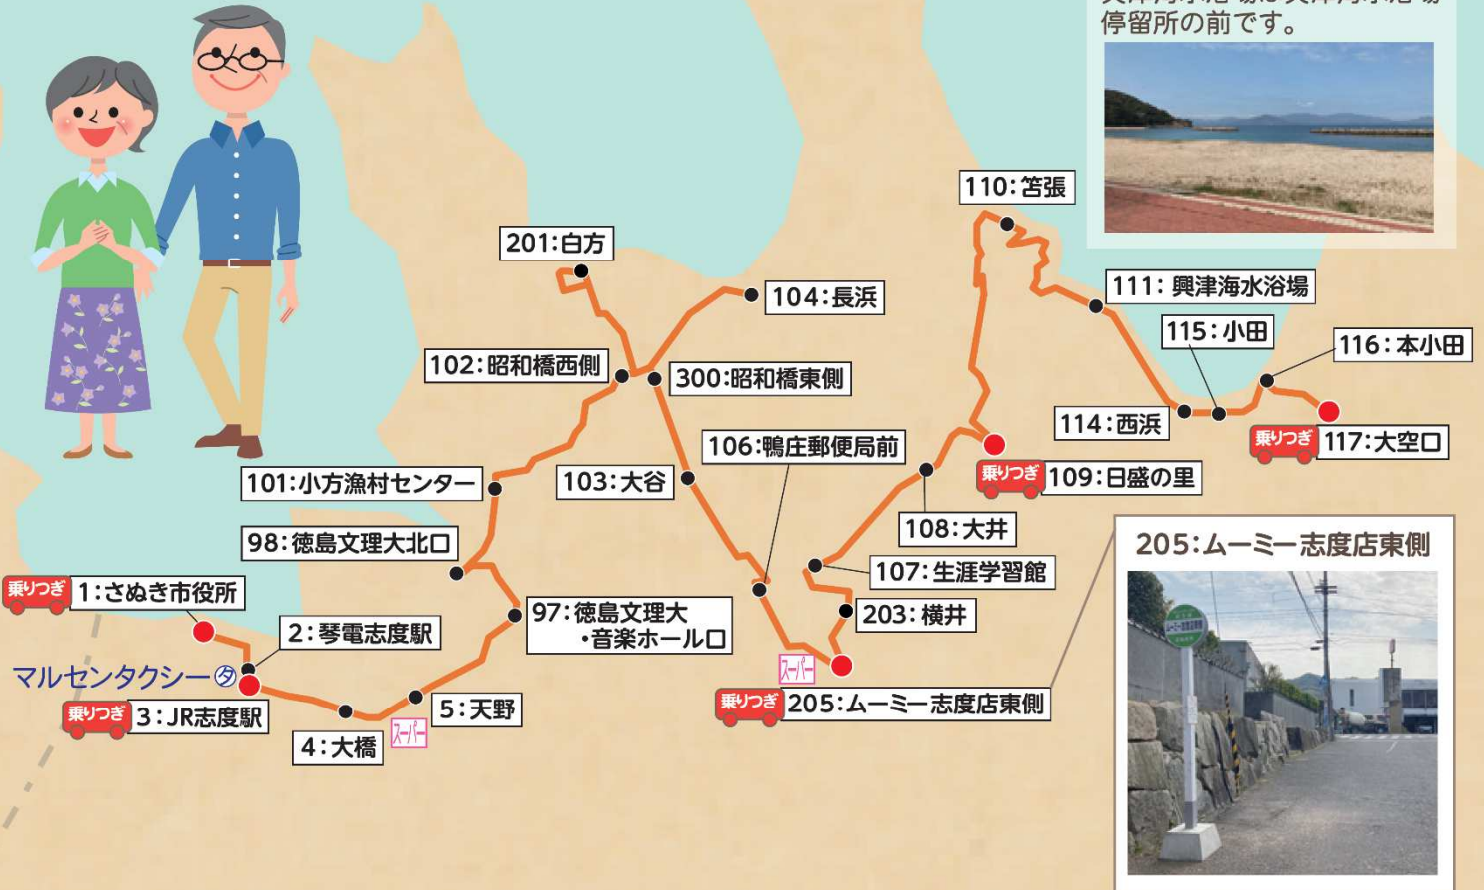 停留所の前です。
110:笘張
201:白方
104:長浜
111:興津海水浴場
115:小田
116:本小田
102:昭和橋西側
300:昭和橋東側
114:西浜
乗りつぎ 117:大空口
106:鴨庄郵便局前
101:小方漁村センター
103:大谷
乗りつぎ 109:日盛の里
98:徳島文理大北口
108:大井
205:ムーミー志度店東側
107:生涯学習館
乗りつぎ 1:さぬき市役所
97:徳島文理大
・音楽ホール口
203:横井
2:琴電志度駅
マルセンタクシー タ
スーパー
乗りつぎ 205:ムーミー志度店東側
乗りつぎ 3:JR志度駅
5:天野
スーパー
4:大橋